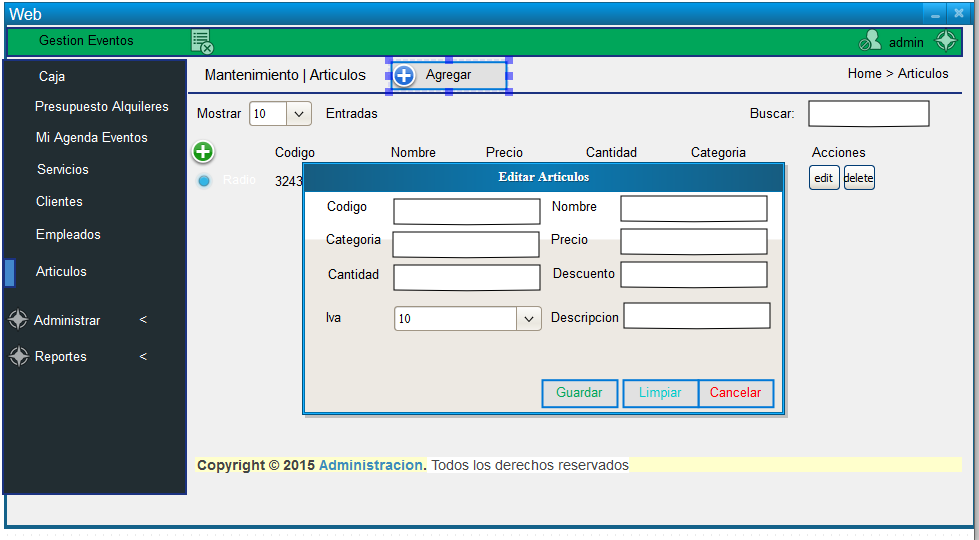 Web
Gestion Eventos admin
Caja
Presupuesto Alquileres
Mi Agenda Eventos
Servicios
Clientes
Empleados
Articulos
Administrar <
Reportes <
Mantenimiento | Articulos Agregar Home > Articulos
Mostrar 10 Entradas Buscar:
Codigo Nombre Precio Cantidad Categoria Acciones
Radio 3243 edit delete
Editar Articulos
Codigo Nombre
Categoria Precio
Cantidad Descuento
Iva 10 Descripcion
Guardar Limpiar Cancelar
Copyright © 2015 Administracion. Todos los derechos reservados